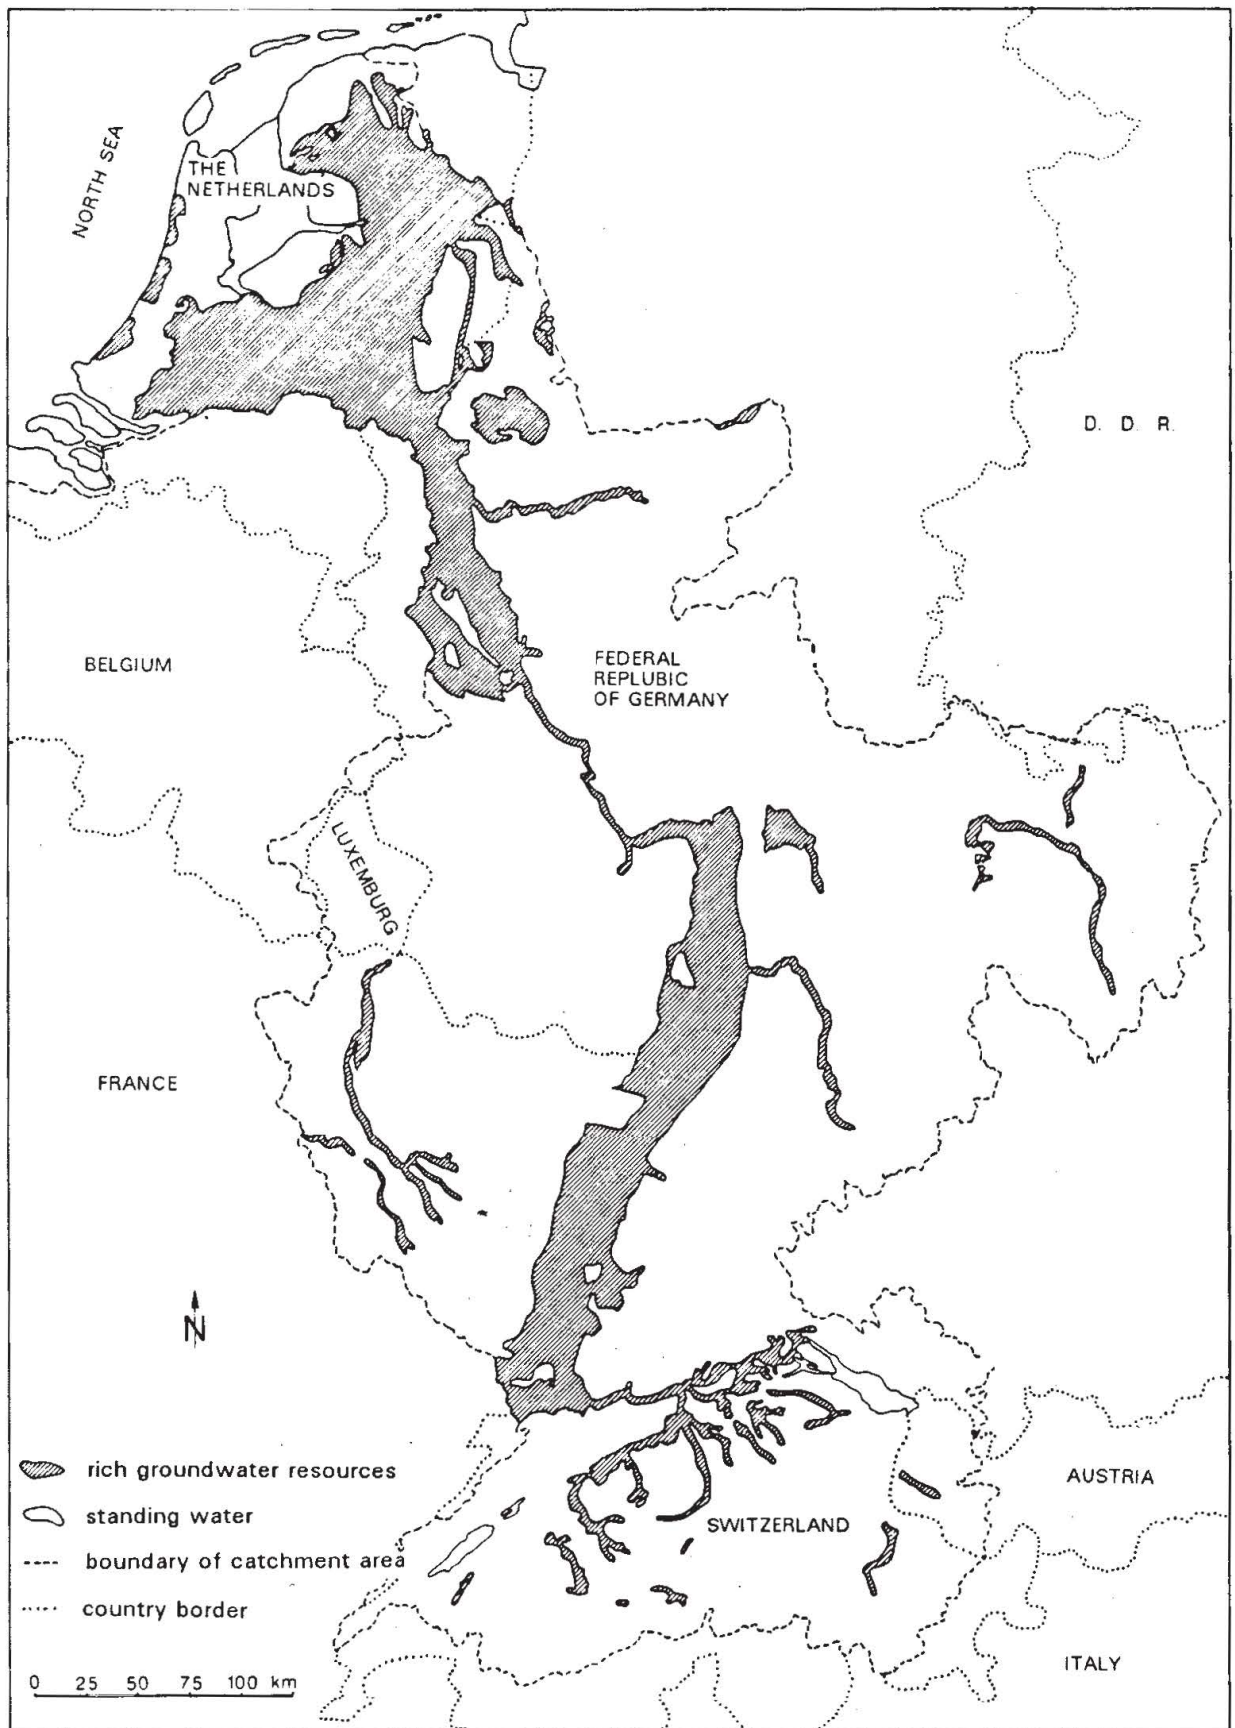 NORTH SEA
THE
NETHERLANDS
D. D. R.
BELGIUM
FEDERAL
REPLUBIC
OF GERMANY
LUXEMBURG
FRANCE
N
rich groundwater resources
standing water
boundary of catchment area
country border
0 25 50 75 100 km
SWITZERLAND
AUSTRIA
ITALY